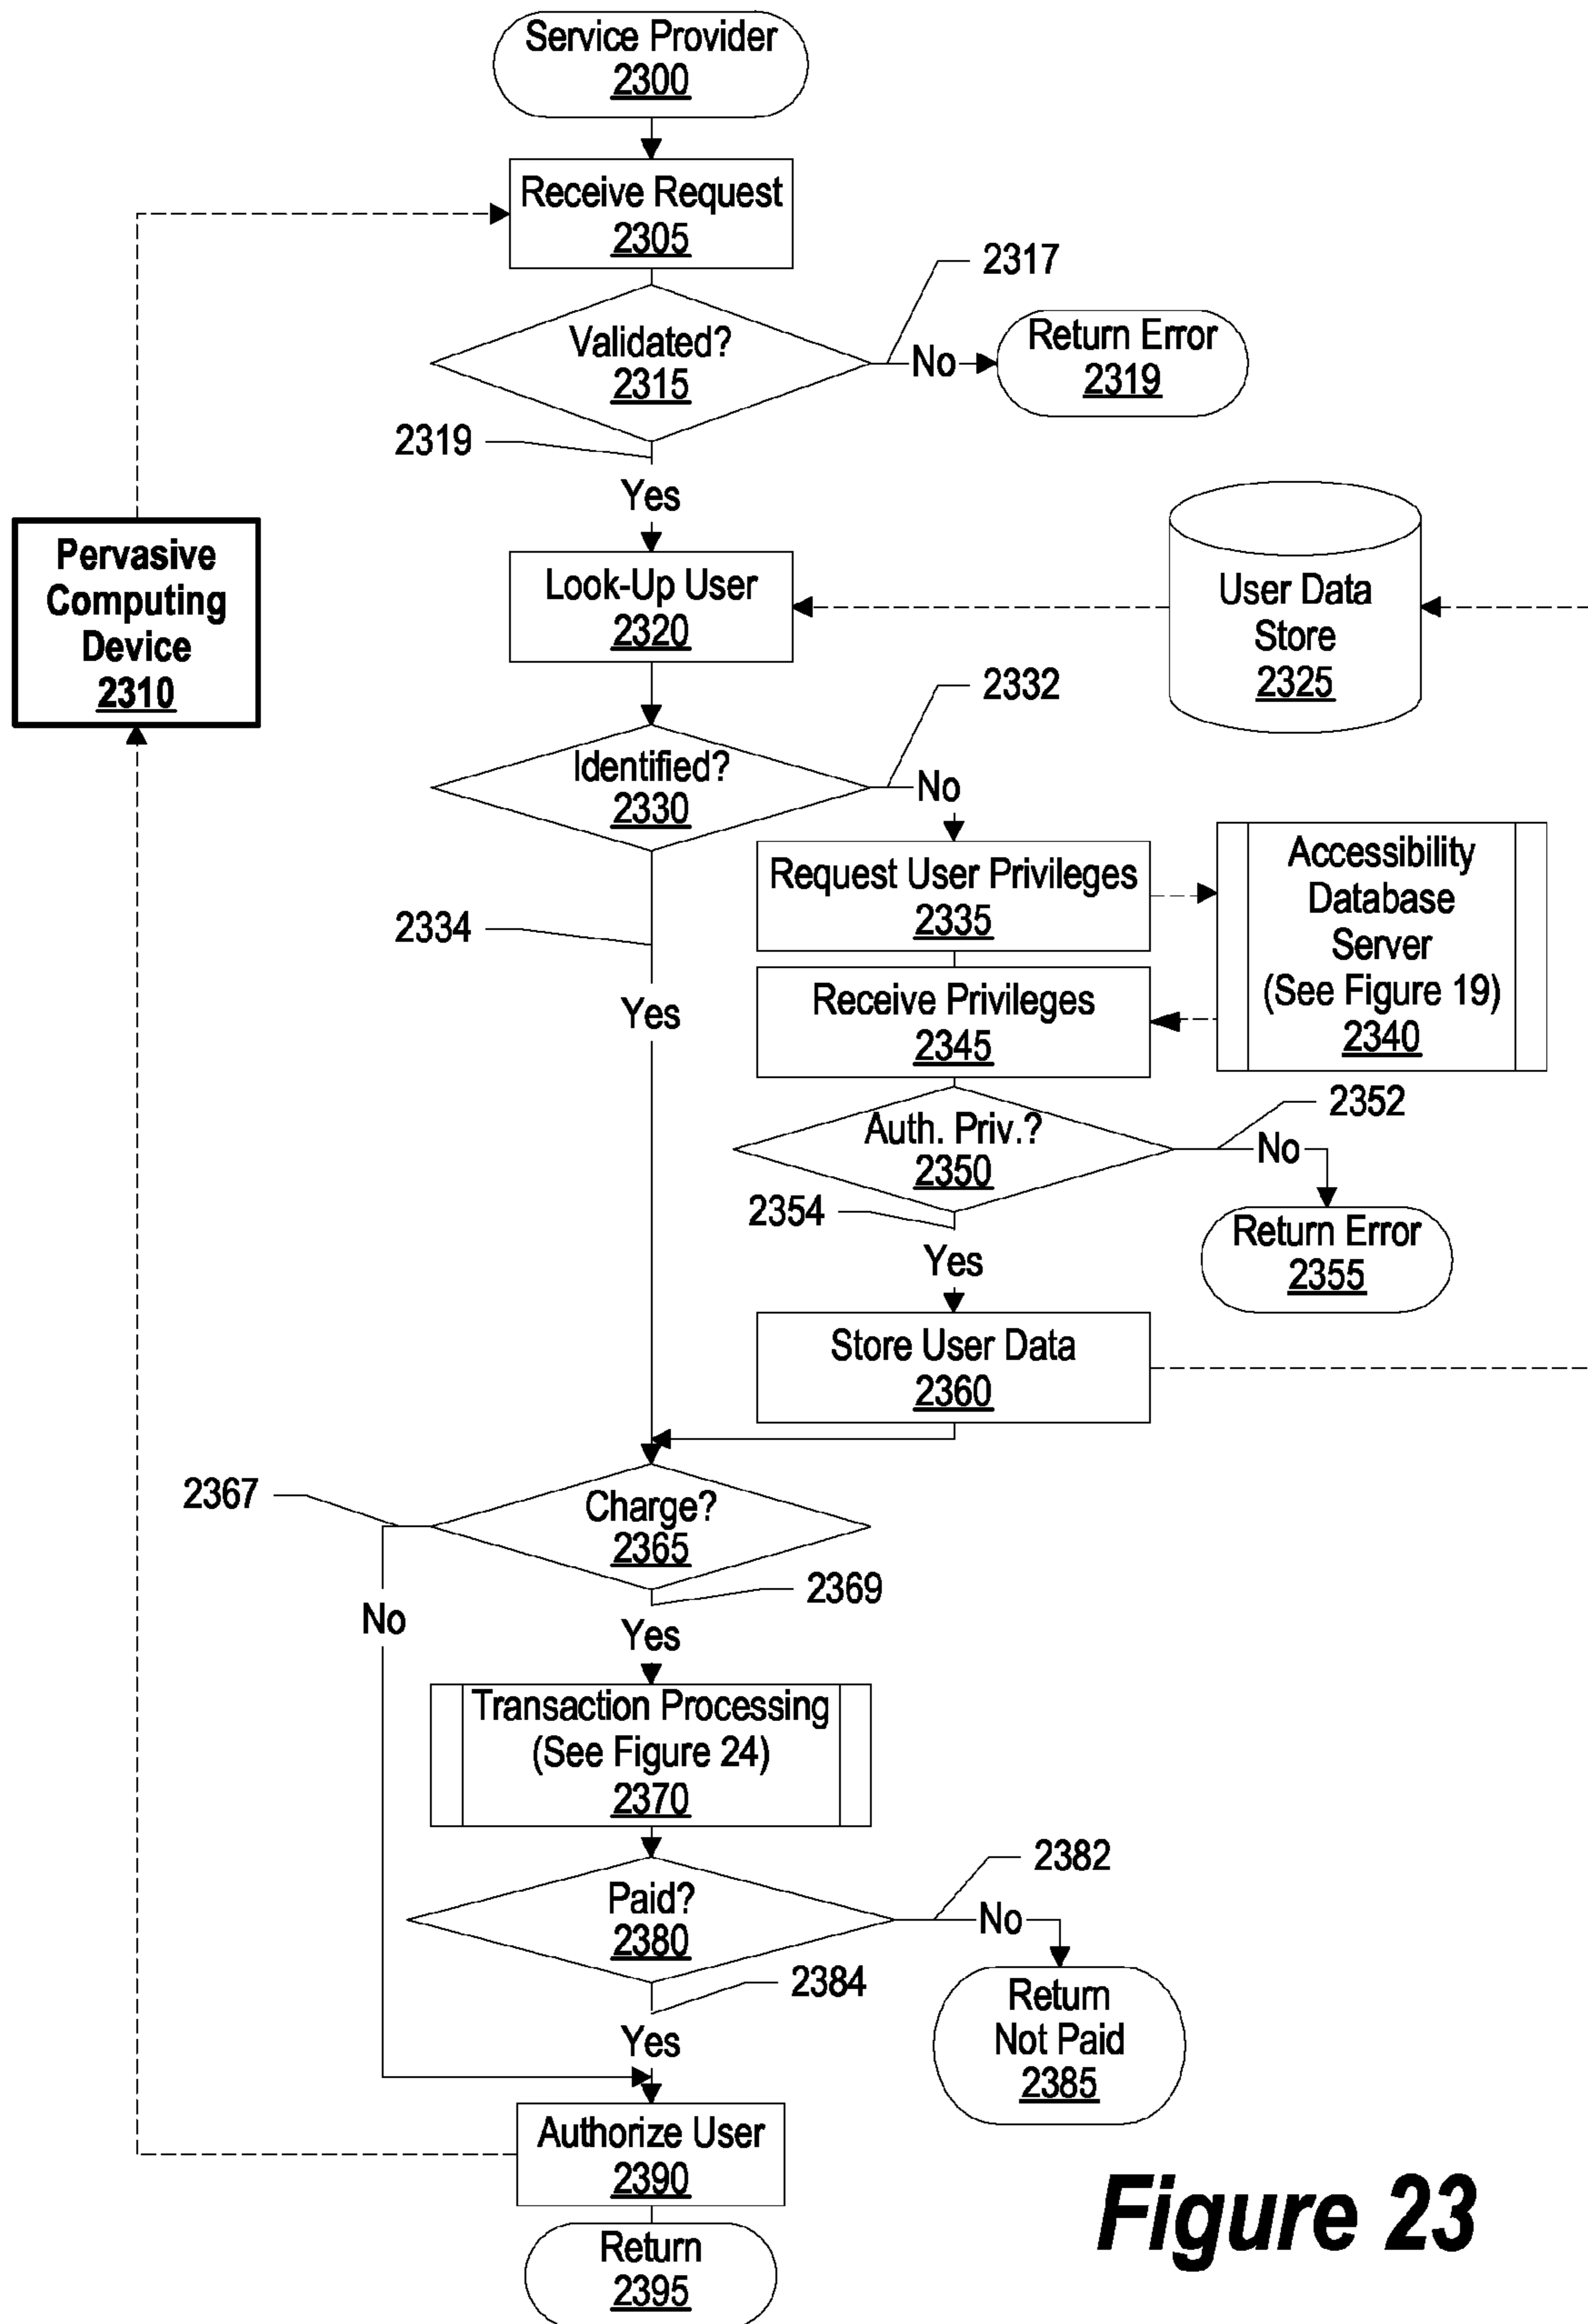 Service Provider
2300
Receive Request
2305
2317
Validated?
2315
No
Return Error
2319
2319
Yes
Pervasive
Computing
Device
2310
Look-Up User
2320
User Data
Store
2325
2332
Identified?
2330
No
Request User Privileges
2335
Accessibility
Database
Server
(See Figure 19)
2340
2334
Yes
Receive Privileges
2345
2352
Auth. Priv.?
2350
No
2354
Yes
Return Error
2355
Store User Data
2360
2367
Charge?
2365
2369
No
Yes
Transaction Processing
(See Figure 24)
2370
2382
Paid?
2380
No
2384
Yes
Return
Not Paid
2385
Authorize User
2390
Return
2395
Figure 23